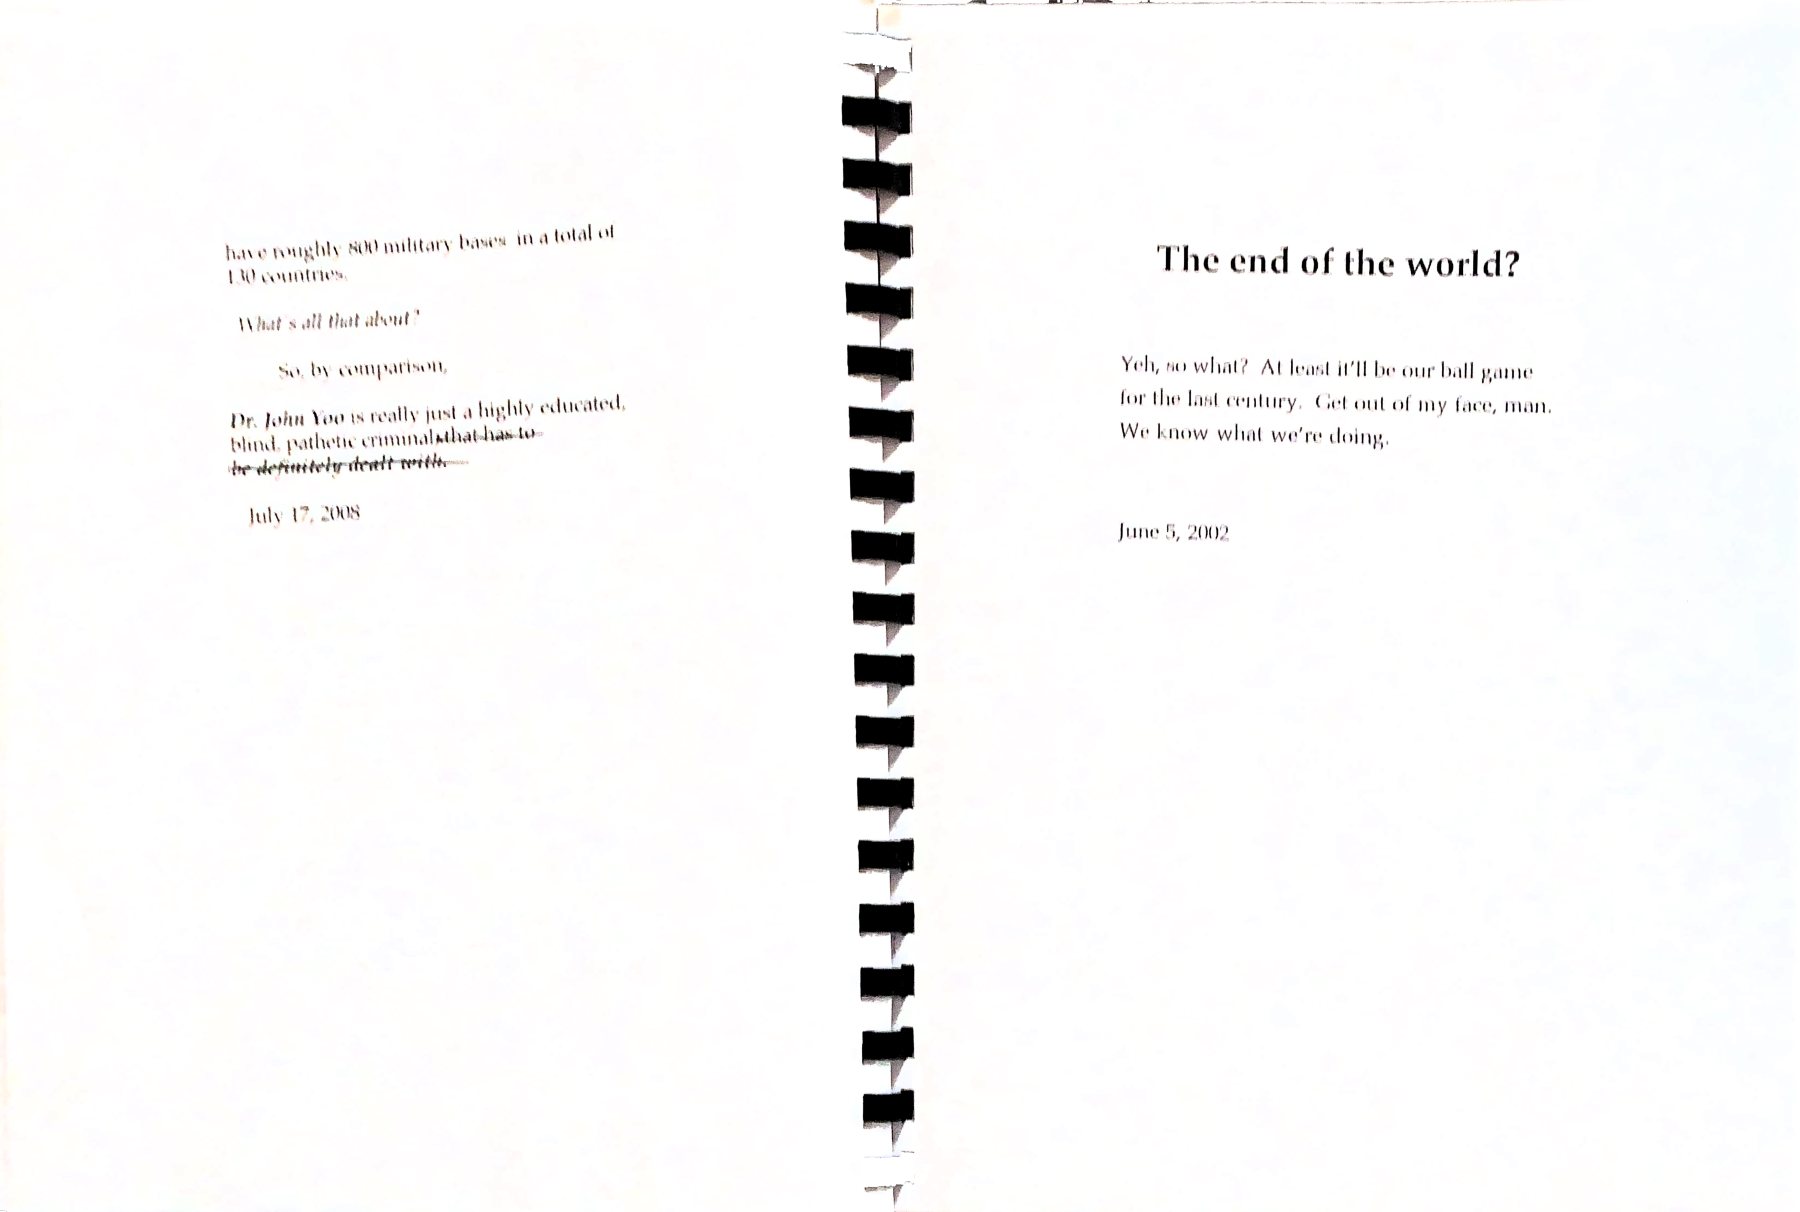 have roughly 800 military bases in a total of
130 countries.
What's all that about?
So, by comparison,
Dr. John Yoo is really just a highly educated,
blind, pathetic criminal that has to
be definitely dealt with.
July 17, 2008
The end of the world?
Yeh, so what? At least it'll be our ball game
for the last century. Get out of my face, man.
We know what we're doing.
June 5, 2002